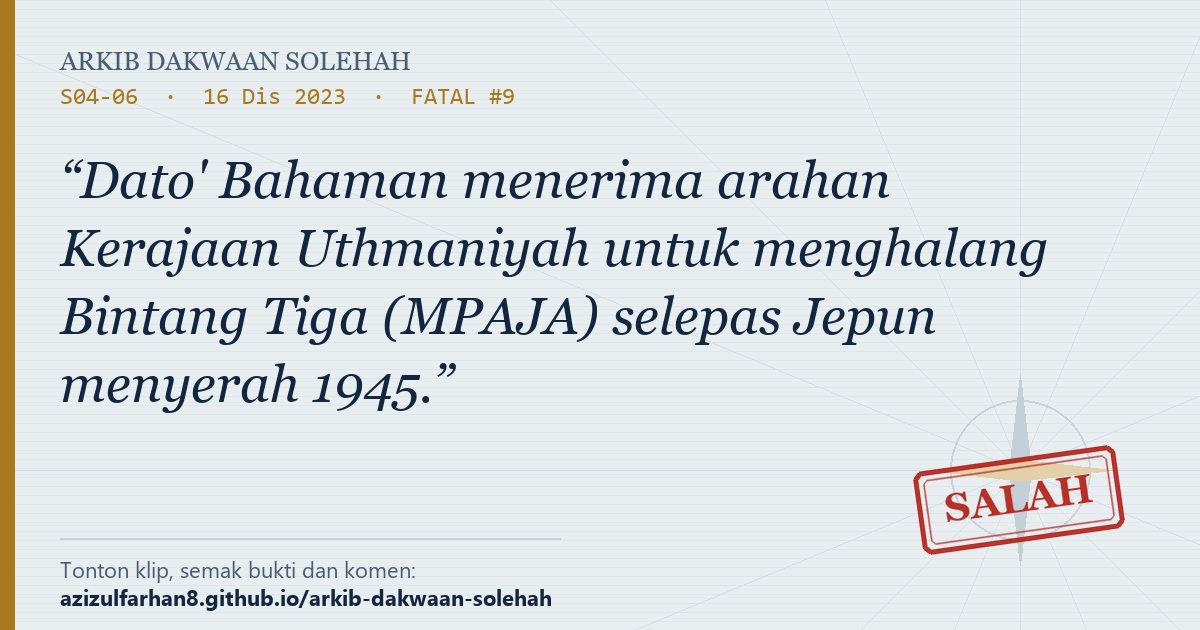 ARKIB DAKWAAN SOLEHAH
S04-06 · 16 Dis 2023 · FATAL #9
“Dato' Bahaman menerima arahan
Kerajaan Uthmaniyah untuk menghalang
Bintang Tiga (MPAJA) selepas Jepun
menyerah 1945.”
SALAH
Tonton klip, semak bukti dan komen:
azizulfarhan8.github.io/arkib-dakwaan-solehah